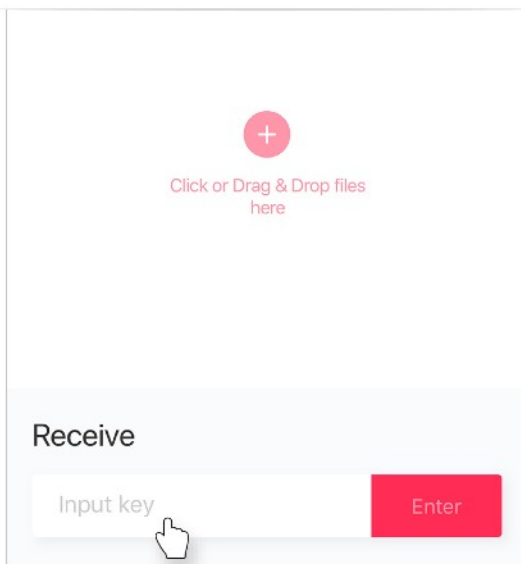 Click or Drag & Drop files
here
Receive
Input key
Enter